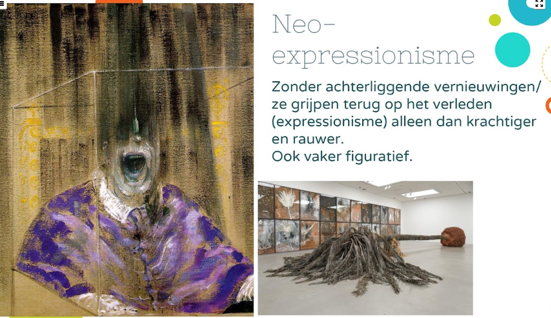 Neo-
expressionisme
Zonder achterliggende vernieuwingen/
ze grijpen terug op het verleden
(expressionisme) alleen dan krachtiger
en rauwer.
Ook vaker figuratief.